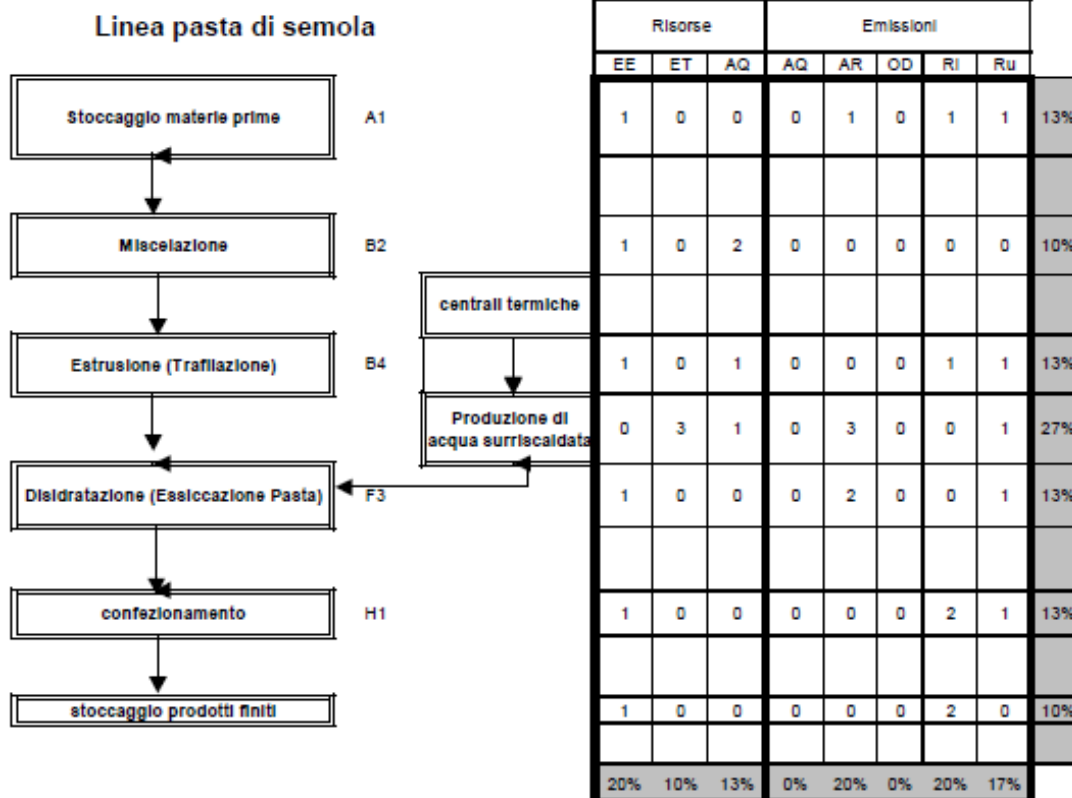 Linea pasta di semola
Risorse Emissioni
EE ET AQ AQ AR OD RI Ru
Stoccaggio materie prime A1 1 0 0 0 1 0 1 1 13%
Miscelazione B2 1 0 2 0 0 0 0 0 10%
centrali termiche
Estrusione (Trafilazione) B4 1 0 1 0 0 0 1 1 13%
Produzione di
acqua surriscaldata
0 3 1 0 3 0 0 1 27%
Disidratazione (Essiccazione Pasta) F3 1 0 0 0 2 0 0 1 13%
confezionamento H1 1 0 0 0 0 0 2 1 13%
stoccaggio prodotti finiti 1 0 0 0 0 0 2 0 10%
20% 10% 13% 0% 20% 0% 20% 17%